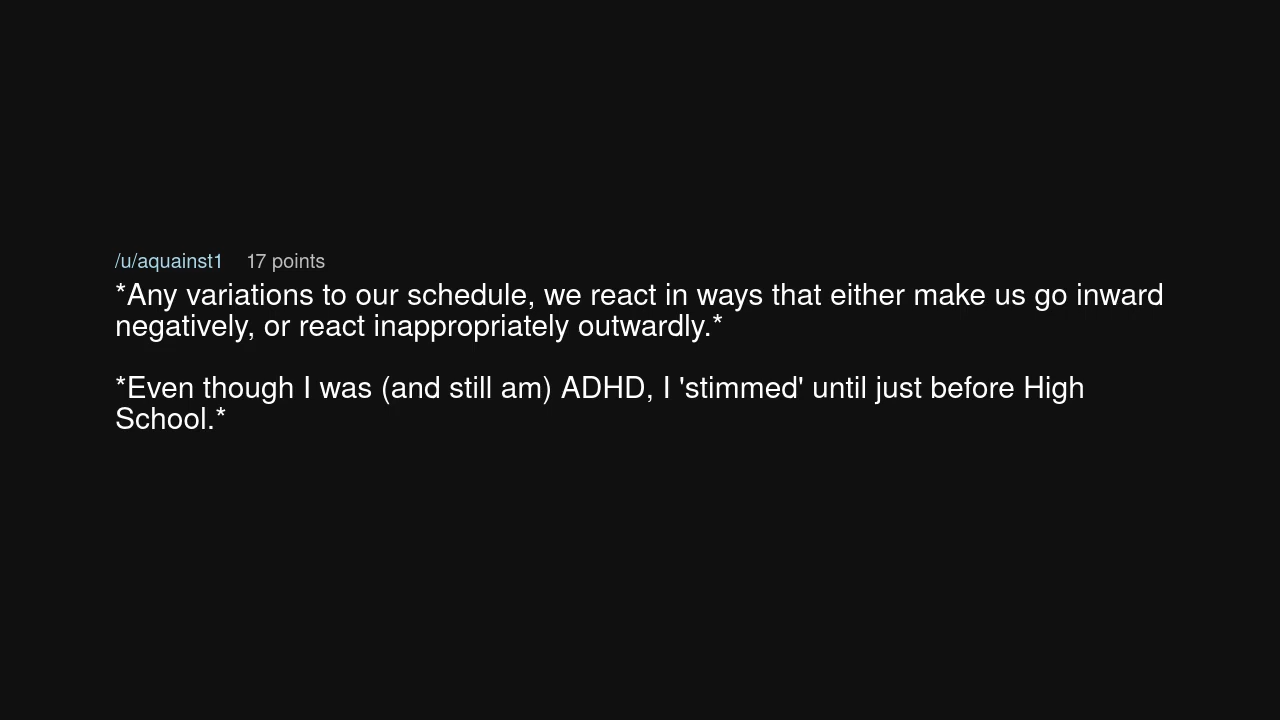 /u/aquainst1 17 points
*Any variations to our schedule, we react in ways that either make us go inward
negatively, or react inappropriately outwardly.*
*Even though I was (and still am) ADHD, I 'stimmed' until just before High
School.*